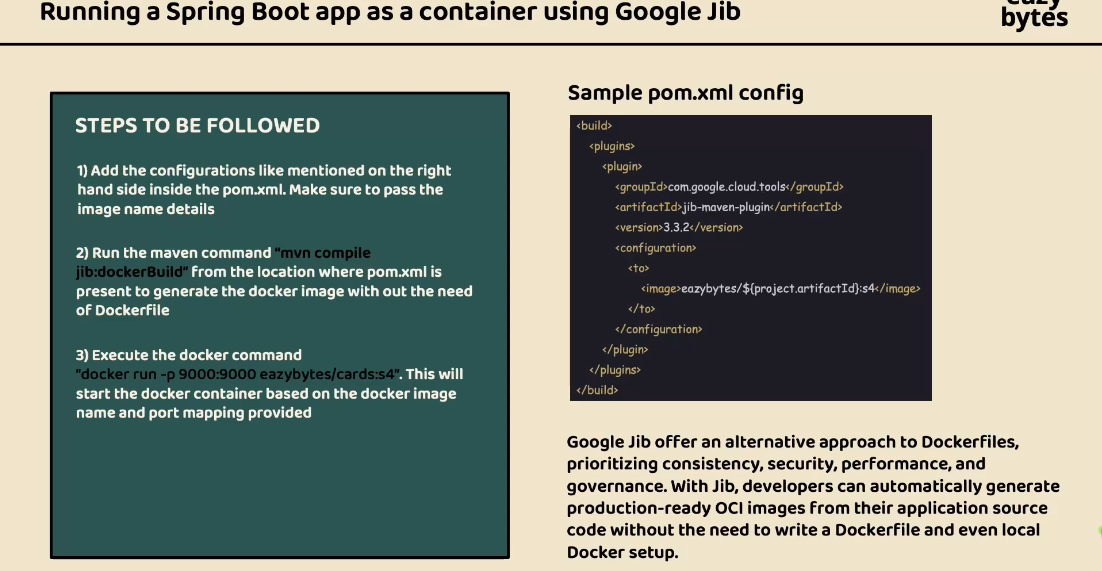 Running a Spring Boot app as a container using Google Jib
eazy
bytes
STEPS TO BE FOLLOWED
1) Add the configurations like mentioned on the right
hand side inside the pom.xml. Make sure to pass the
image name details
2) Run the maven command "mvn compile
jib:dockerBuild" from the location where pom.xml is
present to generate the docker image with out the need
of Dockerfile
3) Execute the docker command
"docker run -p 9000:9000 eazybytes/cards:s4". This will
start the docker container based on the docker image
name and port mapping provided
Sample pom.xml config
<build>
<plugins>
<plugin>
<groupId>com.google.cloud.tools</groupId>
<artifactId>jib-maven-plugin</artifactId>
<version>3.3.2</version>
<configuration>
<to>
<image>eazybytes/${project.artifactId}:s4</image>
</to>
</configuration>
</plugin>
</plugins>
</build>
Google Jib offer an alternative approach to Dockerfiles,
prioritizing consistency, security, performance, and
governance. With Jib, developers can automatically generate
production-ready OCI images from their application source
code without the need to write a Dockerfile and even local
Docker setup.